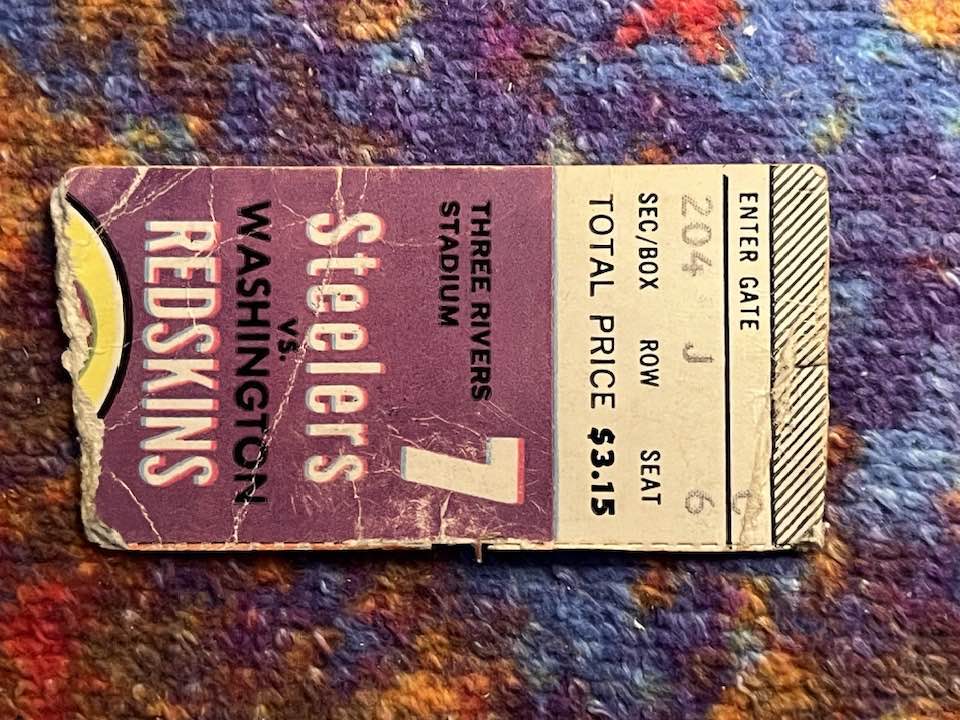 ENTER GATE
204 J 6
SEC/BOX ROW SEAT
TOTAL PRICE $3.15
THREE RIVERS
STADIUM
7
Steelers
vs.
WASHINGTON
REDSKINS